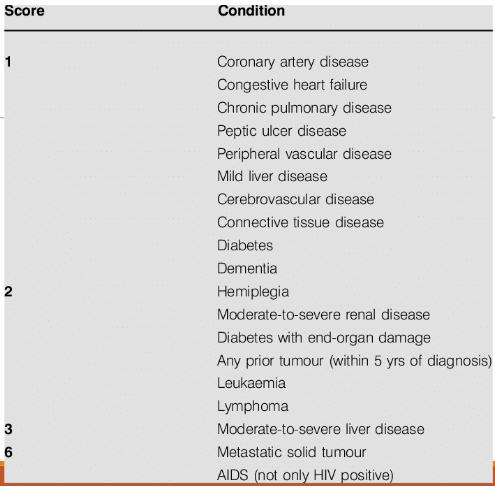 Score Condition
1 Coronary artery disease
Congestive heart failure
Chronic pulmonary disease
Peptic ulcer disease
Peripheral vascular disease
Mild liver disease
Cerebrovascular disease
Connective tissue disease
Diabetes
Dementia
2 Hemiplegia
Moderate-to-severe renal disease
Diabetes with end-organ damage
Any prior tumour (within 5 yrs of diagnosis)
Leukaemia
Lymphoma
3 Moderate-to-severe liver disease
6 Metastatic solid tumour
AIDS (not only HIV positive)